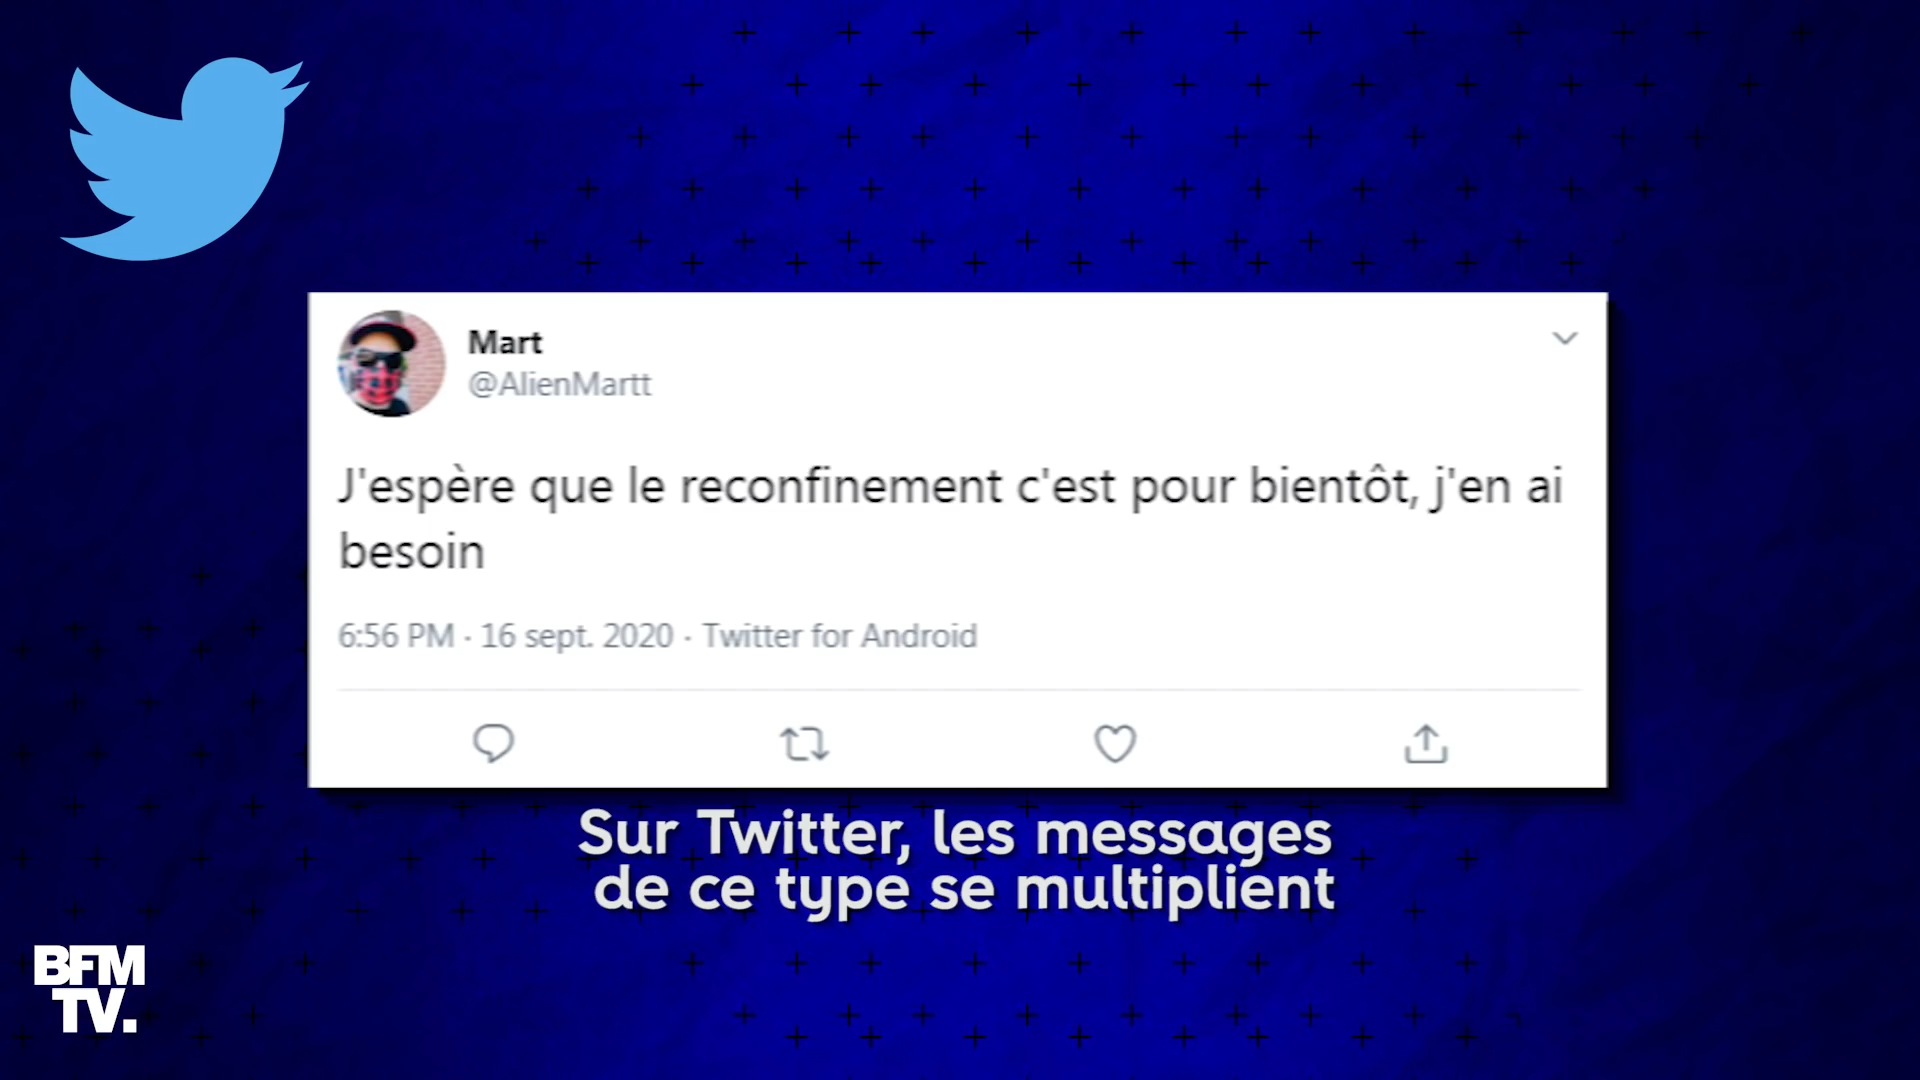 Mart
@AlienMartt
J'espère que le reconfinement c'est pour bientôt, j'en ai
besoin
6:56 PM · 16 sept. 2020 · Twitter for Android
Sur Twitter, les messages
de ce type se multiplient
BFM
TV.